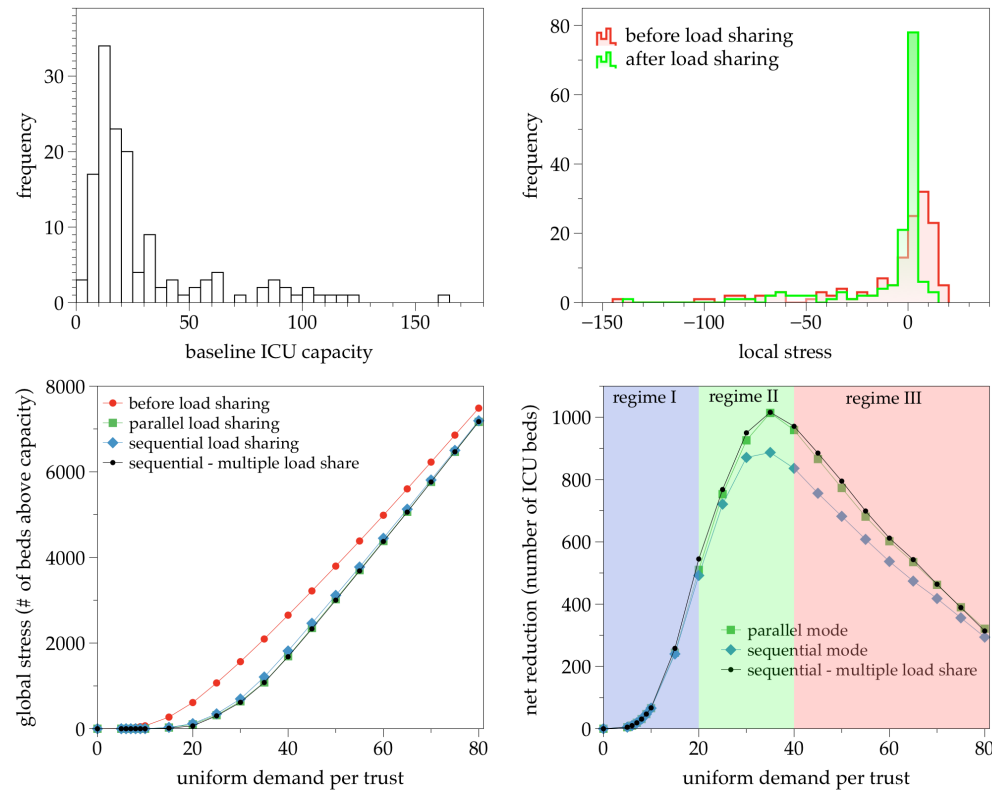 frequency
30
20
10
0
0
50
100
150
baseline ICU capacity
frequency
80
60
40
20
0
before load sharing
after load sharing
−150
−100
−50
0
local stress
global stress (# of beds above capacity)
8000
6000
4000
2000
0
before load sharing
parallel load sharing
sequential load sharing
sequential - multiple load share
0
20
40
60
80
uniform demand per trust
net reduction (number of ICU beds)
1000
800
600
400
200
0
regime I
regime II
regime III
parallel mode
sequential mode
sequential - multiple load share
0
20
40
60
80
uniform demand per trust